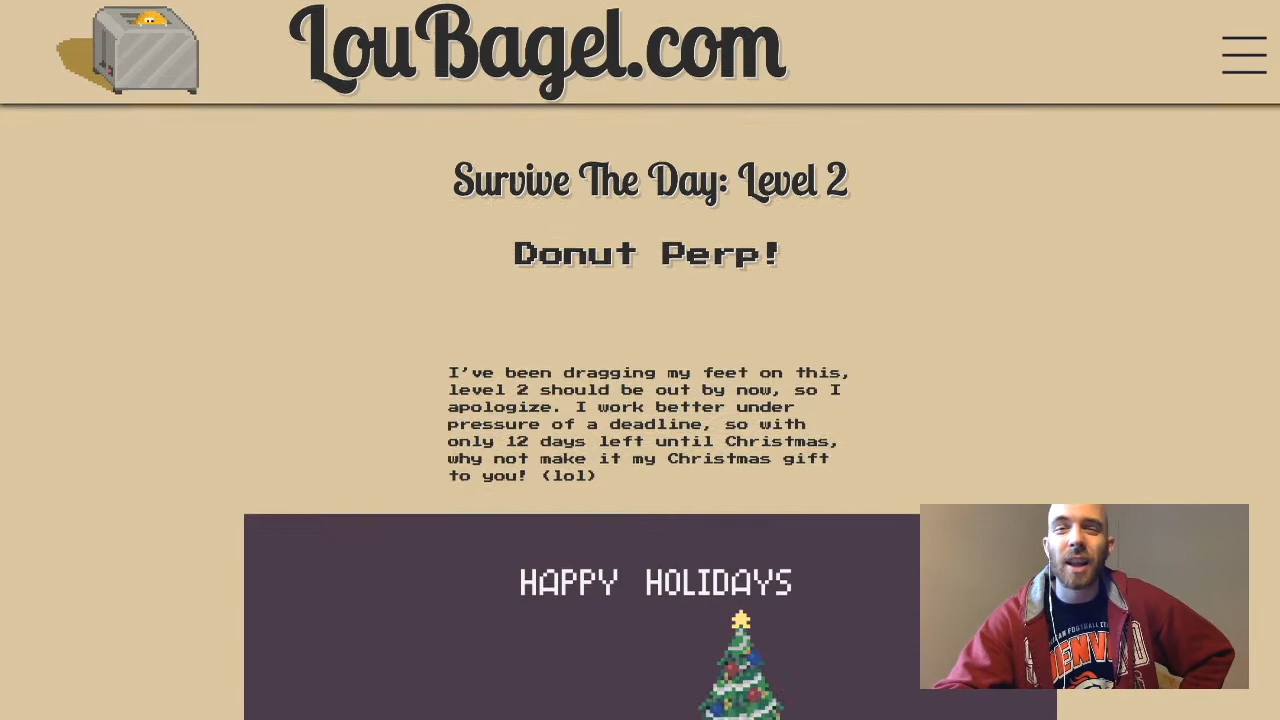 LouBagel.com
Survive The Day: Level 2
Donut Perp!
I've been dragging my feet on this,
level 2 should be out by now, so I
apologize. I work better under
pressure of a deadline, so with
only 12 days left until Christmas,
why not make it my Christmas gift
to you! (lol)
HAPPY HOLIDAYS